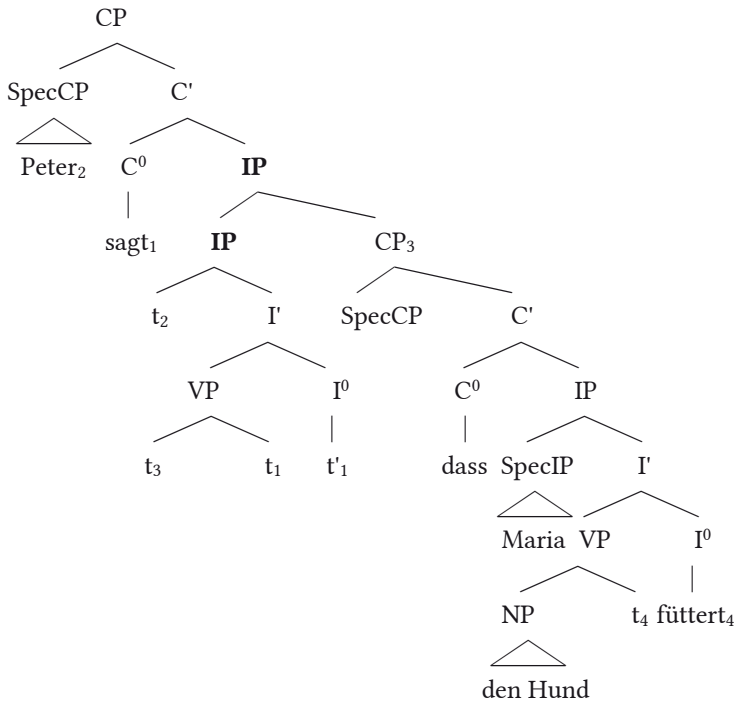 CP
SpecCP C'
Peter₂ C⁰ IP
sagt₁ IP CP₃
t₂ I' SpecCP C'
VP I⁰ C⁰ IP
t₃ t₁ t'₁ dass SpecIP I'
Maria VP I⁰
NP t₄ füttert₄
den Hund